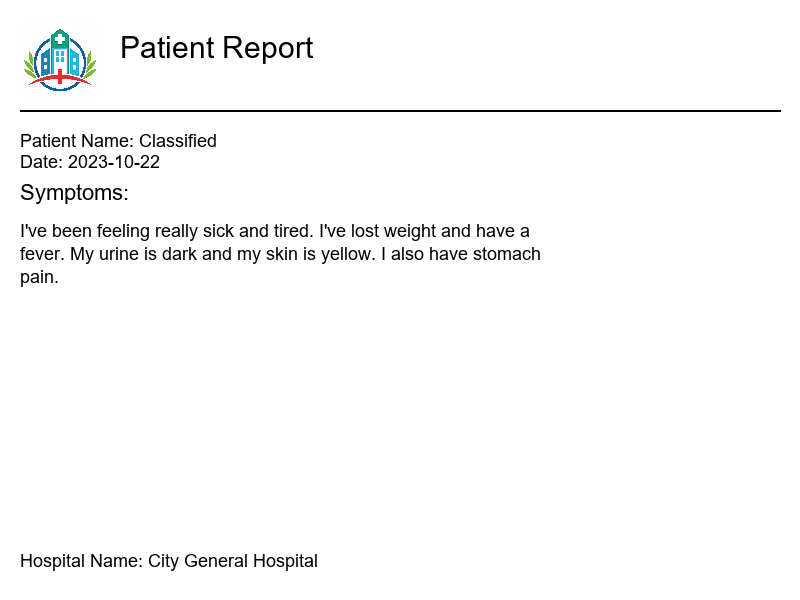 Patient Report
Patient Name: Classified
Date: 2023-10-22
Symptoms:
I've been feeling really sick and tired. I've lost weight and have a
fever. My urine is dark and my skin is yellow. I also have stomach
pain.
Hospital Name: City General Hospital